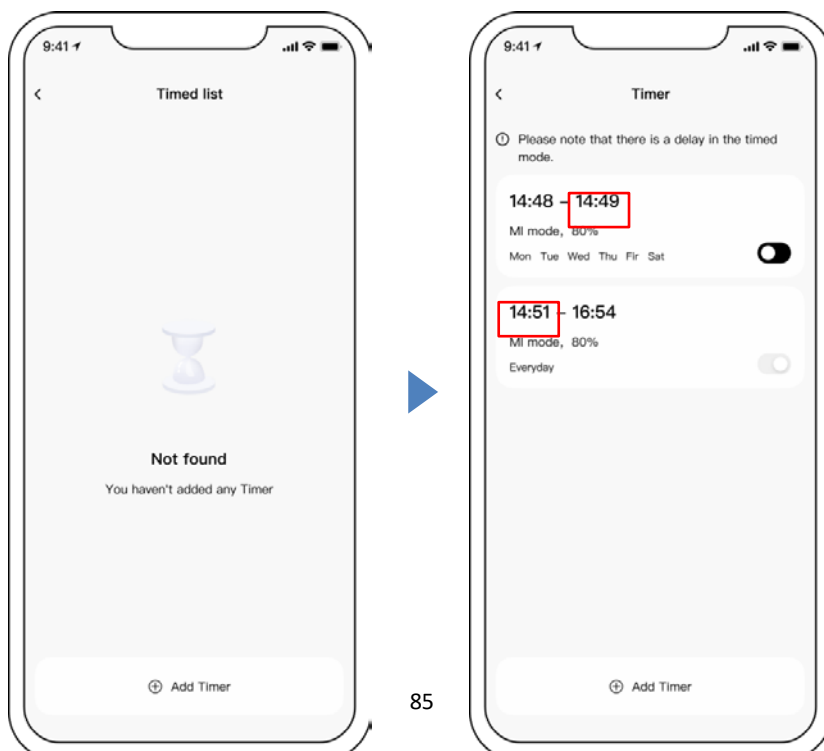 9:41
Timed list
Not found
You haven't added any Timer
Add Timer
85
9:41
Timer
Please note that there is a delay in the timed
mode.
14:48 – 14:49
MI mode, 80%
Mon Tue Wed Thu Fir Sat
14:51 – 16:54
MI mode, 80%
Everyday
Add Timer